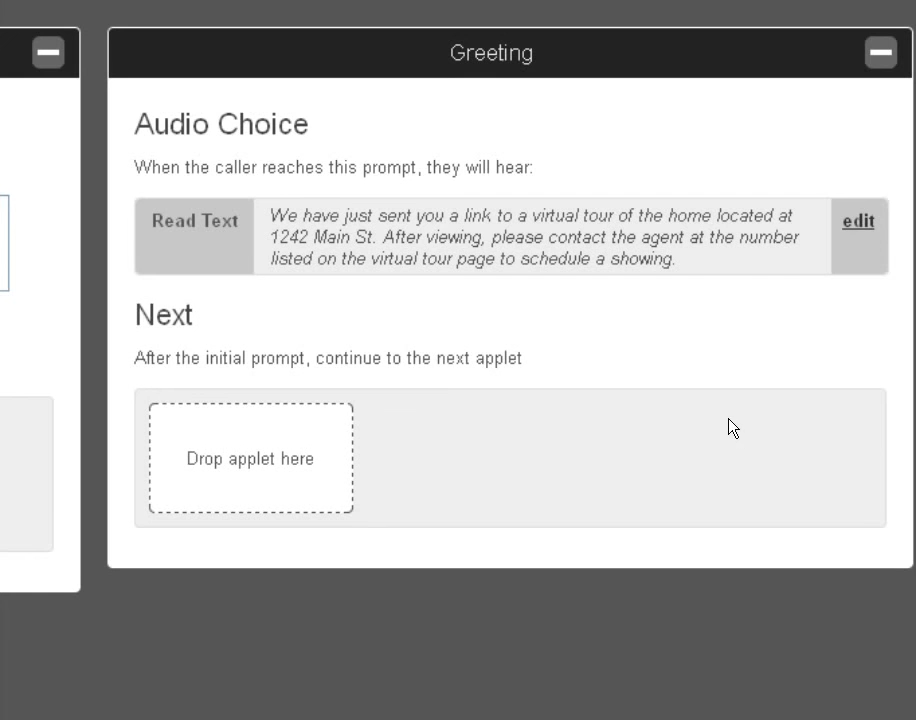 Greeting
Audio Choice
When the caller reaches this prompt, they will hear:
Read Text
We have just sent you a link to a virtual tour of the home located at
1242 Main St. After viewing, please contact the agent at the number
listed on the virtual tour page to schedule a showing.
edit
Next
After the initial prompt, continue to the next applet
Drop applet here